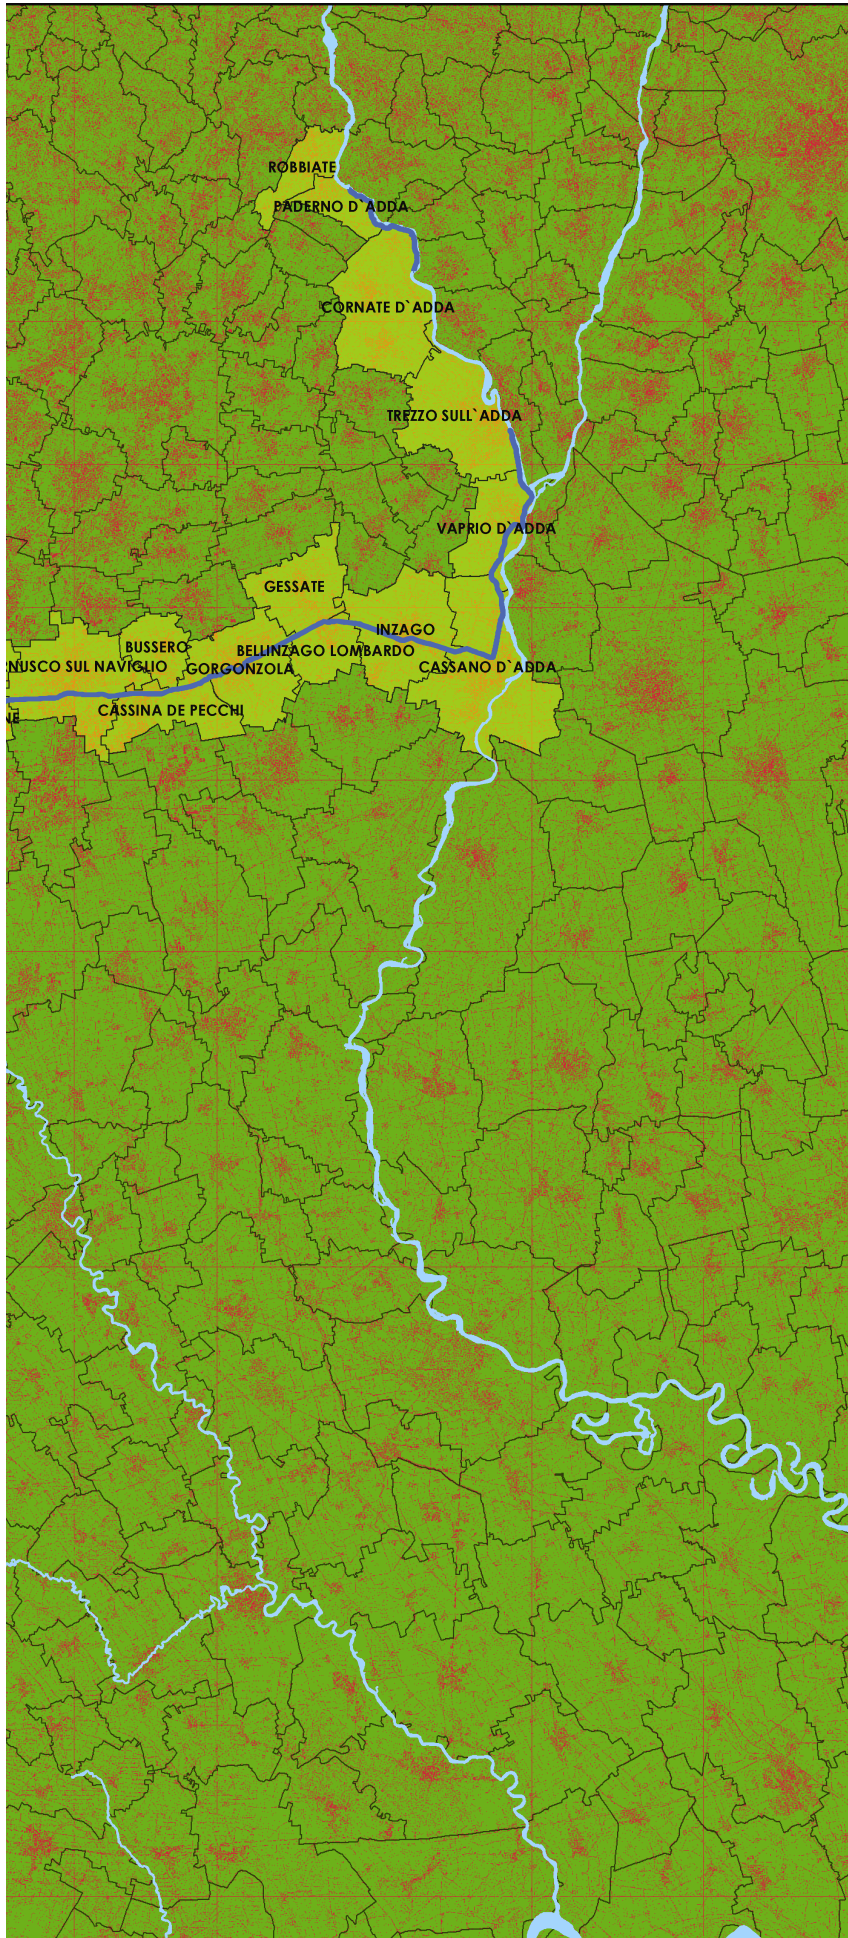 ROBBIATE
PADERNO D`ADDA
CORNATE D`ADDA
TREZZO SULL`ADDA
VAPRIO D`ADDA
GESSATE
INZAGO
BUSSERO
BELLINZAGO LOMBARDO
NUSCO SUL NAVIGLIO
GORGONZOLA
CASSANO D`ADDA
CASSINA DE PECCHI
NE